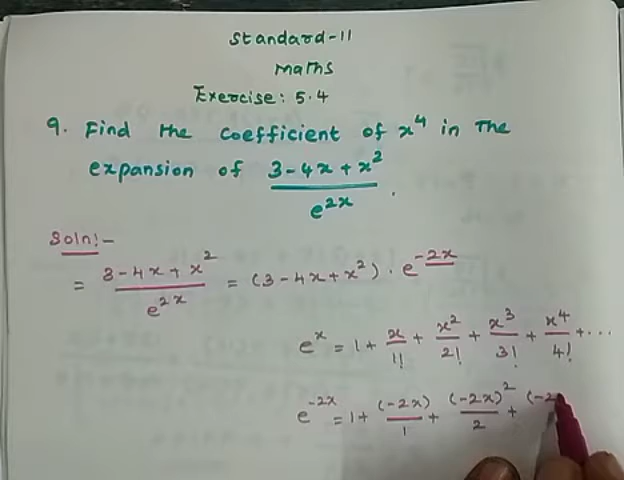 Standard-11
Maths
Exercise: 5.4
9. Find the coefficient of x⁴ in The
expansion of (3-4x+x²)/e^(2x).
Soln:-
= (3-4x+x²)/e^(2x) = (3-4x+x²) . e^(-2x)
e^x = 1 + x/1! + x²/2! + x³/3! + x⁴/4! + ...
e^(-2x) = 1 + (-2x)/1 + (-2x)²/2 + (-2